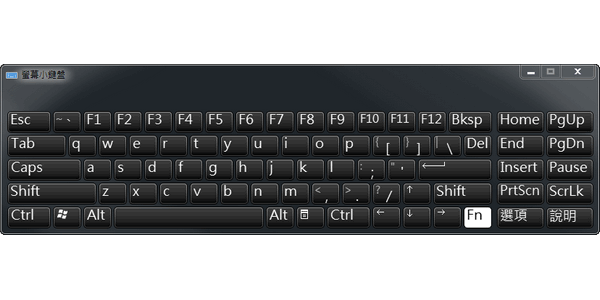 螢幕小鍵盤
Esc ~ 、 F1 F2 F3 F4 F5 F6 F7 F8 F9 F10 F11 F12 Bksp Home PgUp
Tab q w e r t y u i o p { [ } ] | \ Del End PgDn
Caps a s d f g h j k l : ; " ' Insert Pause
Shift z x c v b n m < , > . ? / ↑ Shift PrtScn ScrLk
Ctrl Alt Alt Ctrl ← ↓ → Fn 選項 說明